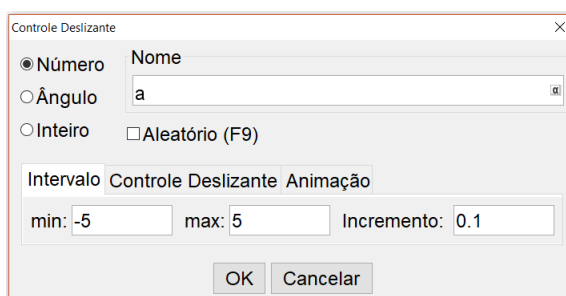 Controle Deslizante
Número
Ângulo
Inteiro
Nome
a
α
Aleatório (F9)
Intervalo Controle Deslizante Animação
min: -5 max: 5 Incremento: 0.1
OK Cancelar